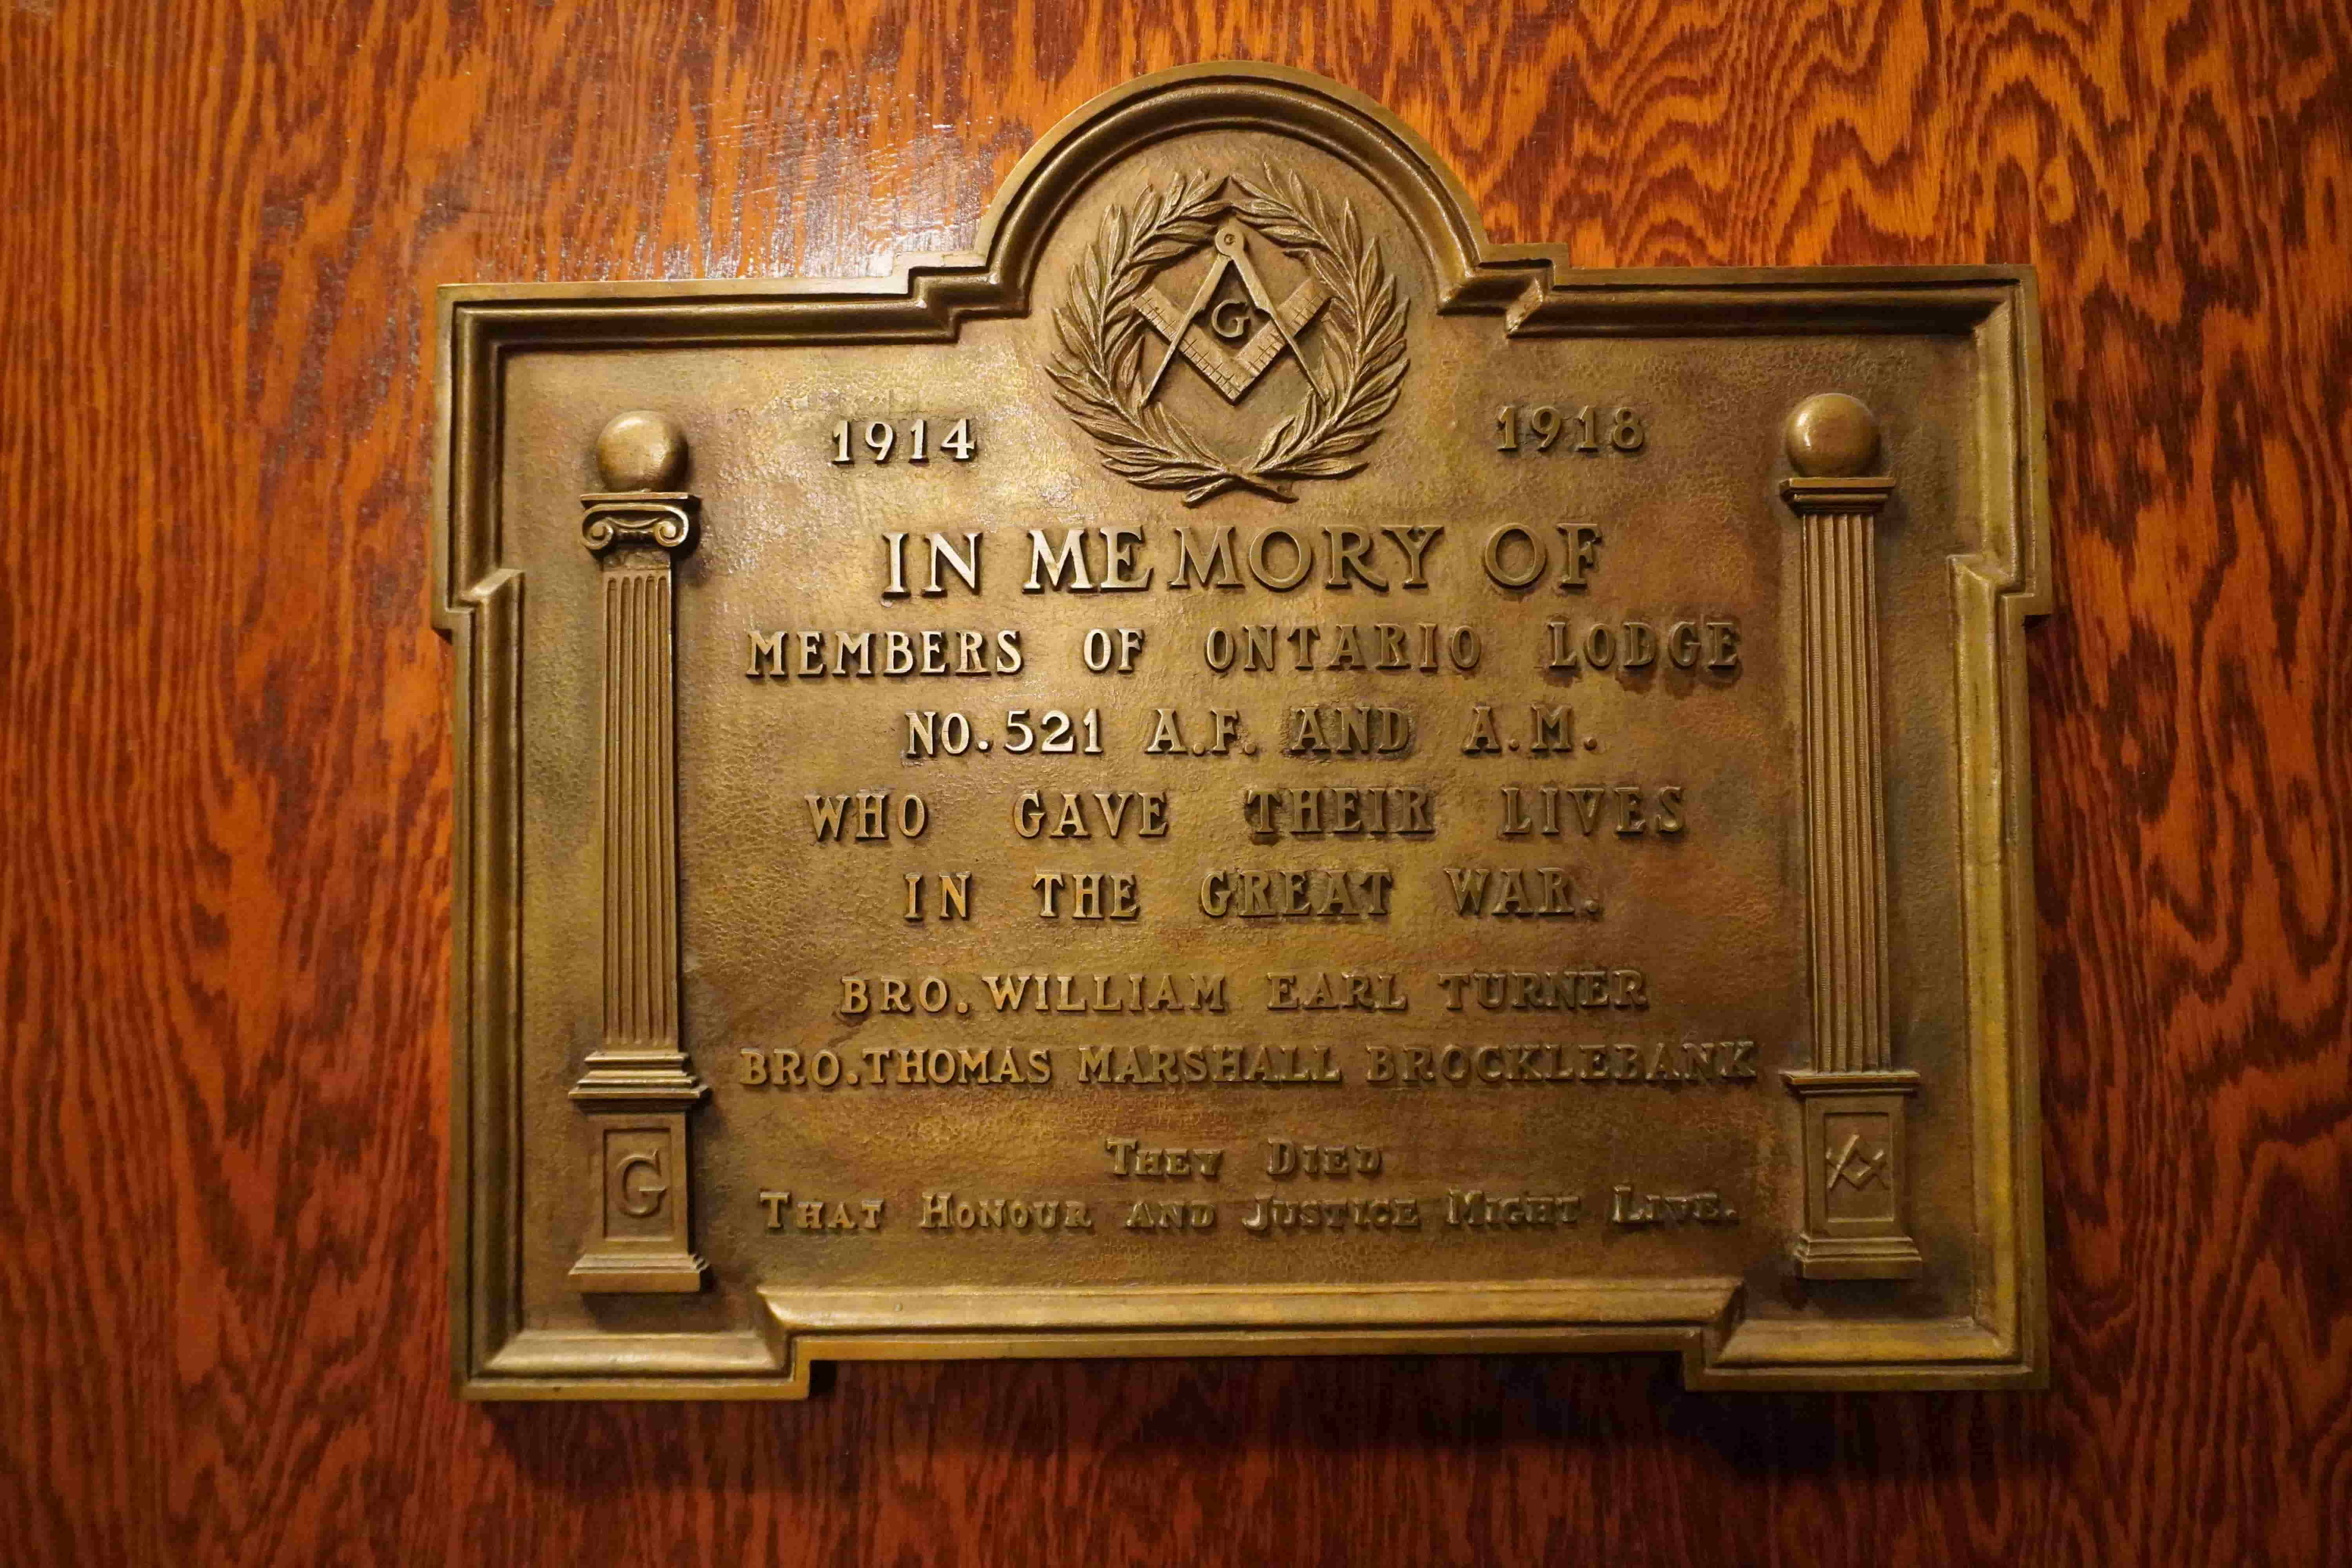 G
1914 1918
IN MEMORY OF
MEMBERS OF ONTARIO LODGE
NO. 521 A.F. AND A.M.
WHO GAVE THEIR LIVES
IN THE GREAT WAR.
BRO. WILLIAM EARL TURNER
BRO. THOMAS MARSHALL BROCKLEBANK
THEY DIED
THAT HONOUR AND JUSTICE MIGHT LIVE.
G